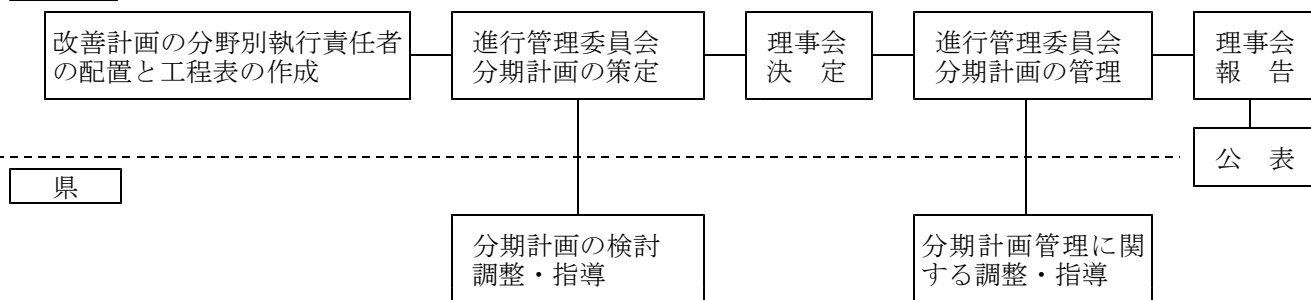 改善計画の分野別執行責任者
の配置と工程表の作成
進行管理委員会
分期計画の策定
理事会
決　定
進行管理委員会
分期計画の管理
理事会
報　告
公　表
県
分期計画の検討
調整・指導
分期計画管理に関
する調整・指導